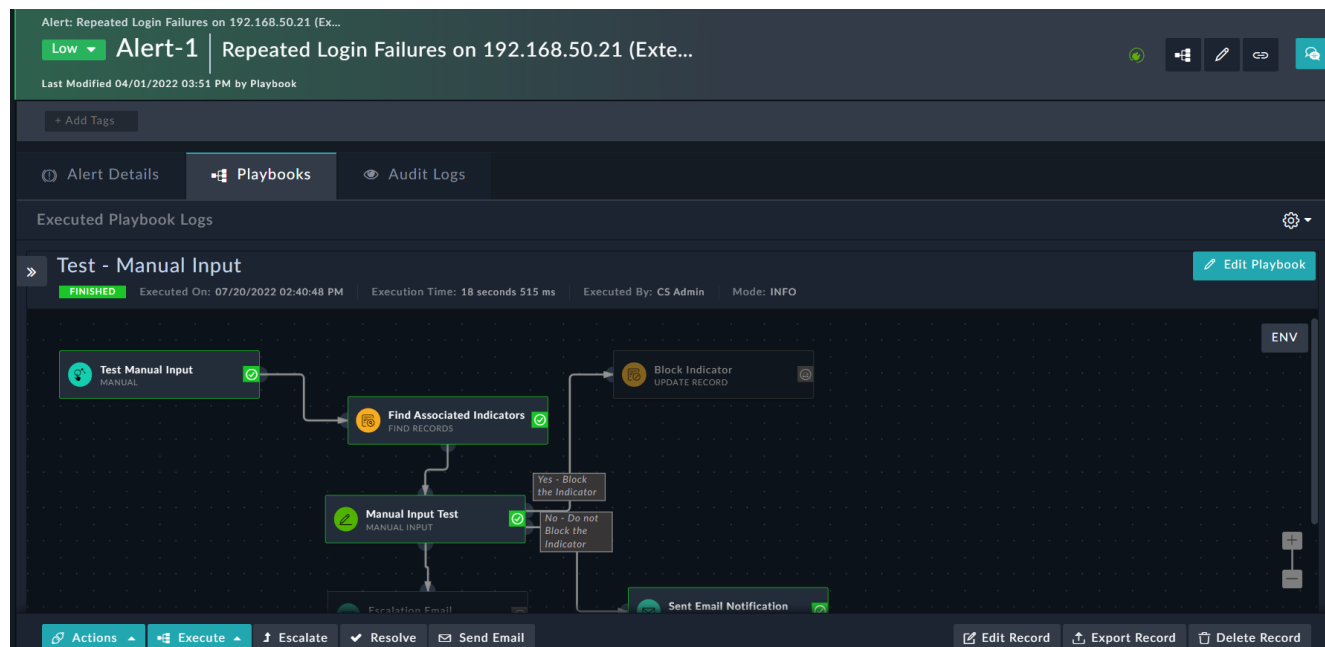 Alert: Repeated Login Failures on 192.168.50.21 (Ex...
Low Alert-1 Repeated Login Failures on 192.168.50.21 (Exte...
Last Modified 04/01/2022 03:51 PM by Playbook
+ Add Tags
Alert Details Playbooks Audit Logs
Executed Playbook Logs
Test - Manual Input
Edit Playbook
FINISHED Executed On: 07/20/2022 02:40:48 PM Execution Time: 18 seconds 515 ms Executed By: CS Admin Mode: INFO
ENV
Test Manual Input
MANUAL
Block Indicator
UPDATE RECORD
Find Associated Indicators
FIND RECORDS
Yes - Block
the Indicator
Manual Input Test
MANUAL INPUT
No - Do not
Block the
Indicator
Escalation Email
Sent Email Notification
Actions Execute Escalate Resolve Send Email Edit Record Export Record Delete Record